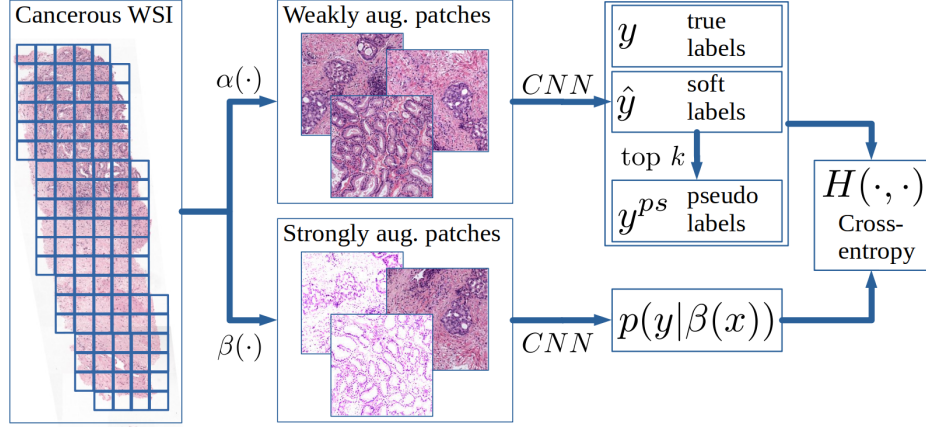 Cancerous WSI
α(·)
β(·)
Weakly aug. patches
Strongly aug. patches
CNN
CNN
y true
labels
ŷ soft
labels
top k
y^{ps} pseudo
labels
p(y|β(x))
H(·,·)
Cross-
entropy